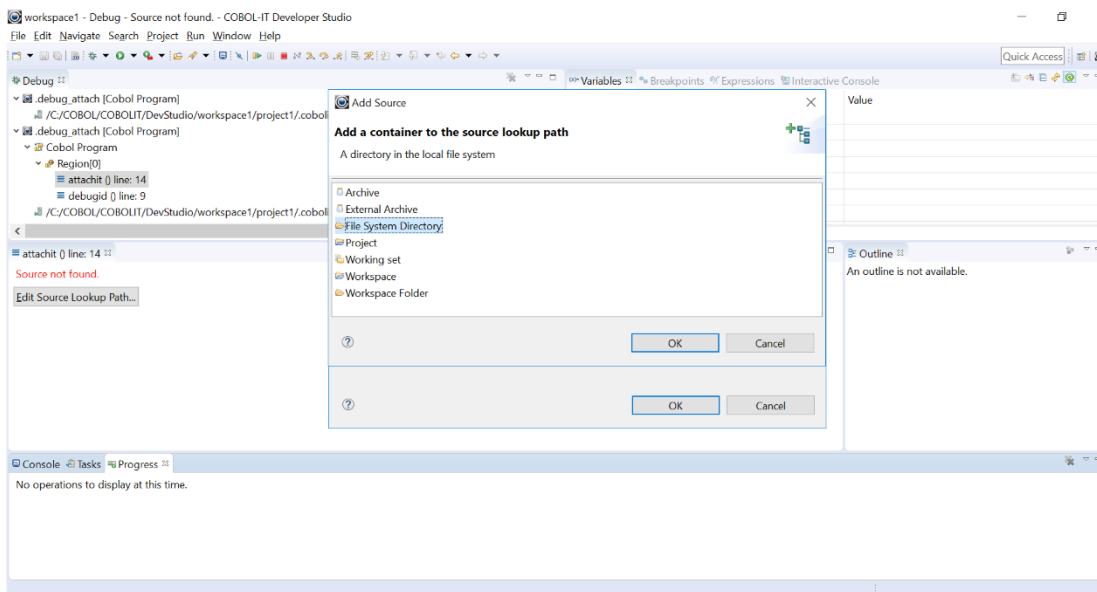 workspace1 - Debug - Source not found. - COBOL-IT Developer Studio
File Edit Navigate Search Project Run Window Help
Quick Access
Debug
Variables Breakpoints Expressions Interactive Console
.debug_attach [Cobol Program]
/C:/COBOL/COBOLIT/DevStudio/workspace1/project1/.coboli
.debug_attach [Cobol Program]
Cobol Program
Region[0]
attachit () line: 14
debugid () line: 9
/C:/COBOL/COBOLIT/DevStudio/workspace1/project1/.coboli
Value
Add Source
Add a container to the source lookup path
A directory in the local file system
Archive
External Archive
File System Directory
Project
Working set
Workspace
Workspace Folder
OK Cancel
OK Cancel
attachit () line: 14
Source not found.
Edit Source Lookup Path...
Outline
An outline is not available.
Console Tasks Progress
No operations to display at this time.